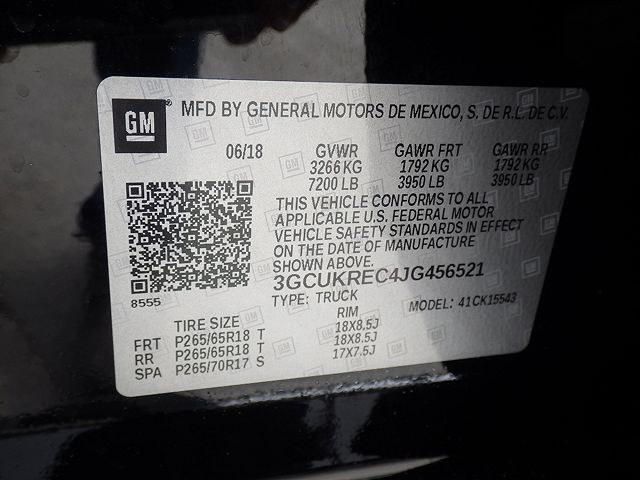 GM ® MFD BY GENERAL MOTORS DE MEXICO, S. DE R.L. DE C.V.
06/18 GVWR GAWR FRT GAWR RR
3266 KG 1792 KG 1792 KG
7200 LB 3950 LB 3950 LB
THIS VEHICLE CONFORMS TO ALL
APPLICABLE U.S. FEDERAL MOTOR
VEHICLE SAFETY STANDARDS IN EFFECT
ON THE DATE OF MANUFACTURE
SHOWN ABOVE.
3GCUKREC4JG456521
8555 TYPE: TRUCK MODEL: 41CK15543
TIRE SIZE RIM
FRT P265/65R18 T 18X8.5J
RR P265/65R18 T 18X8.5J
SPA P265/70R17 S 17X7.5J